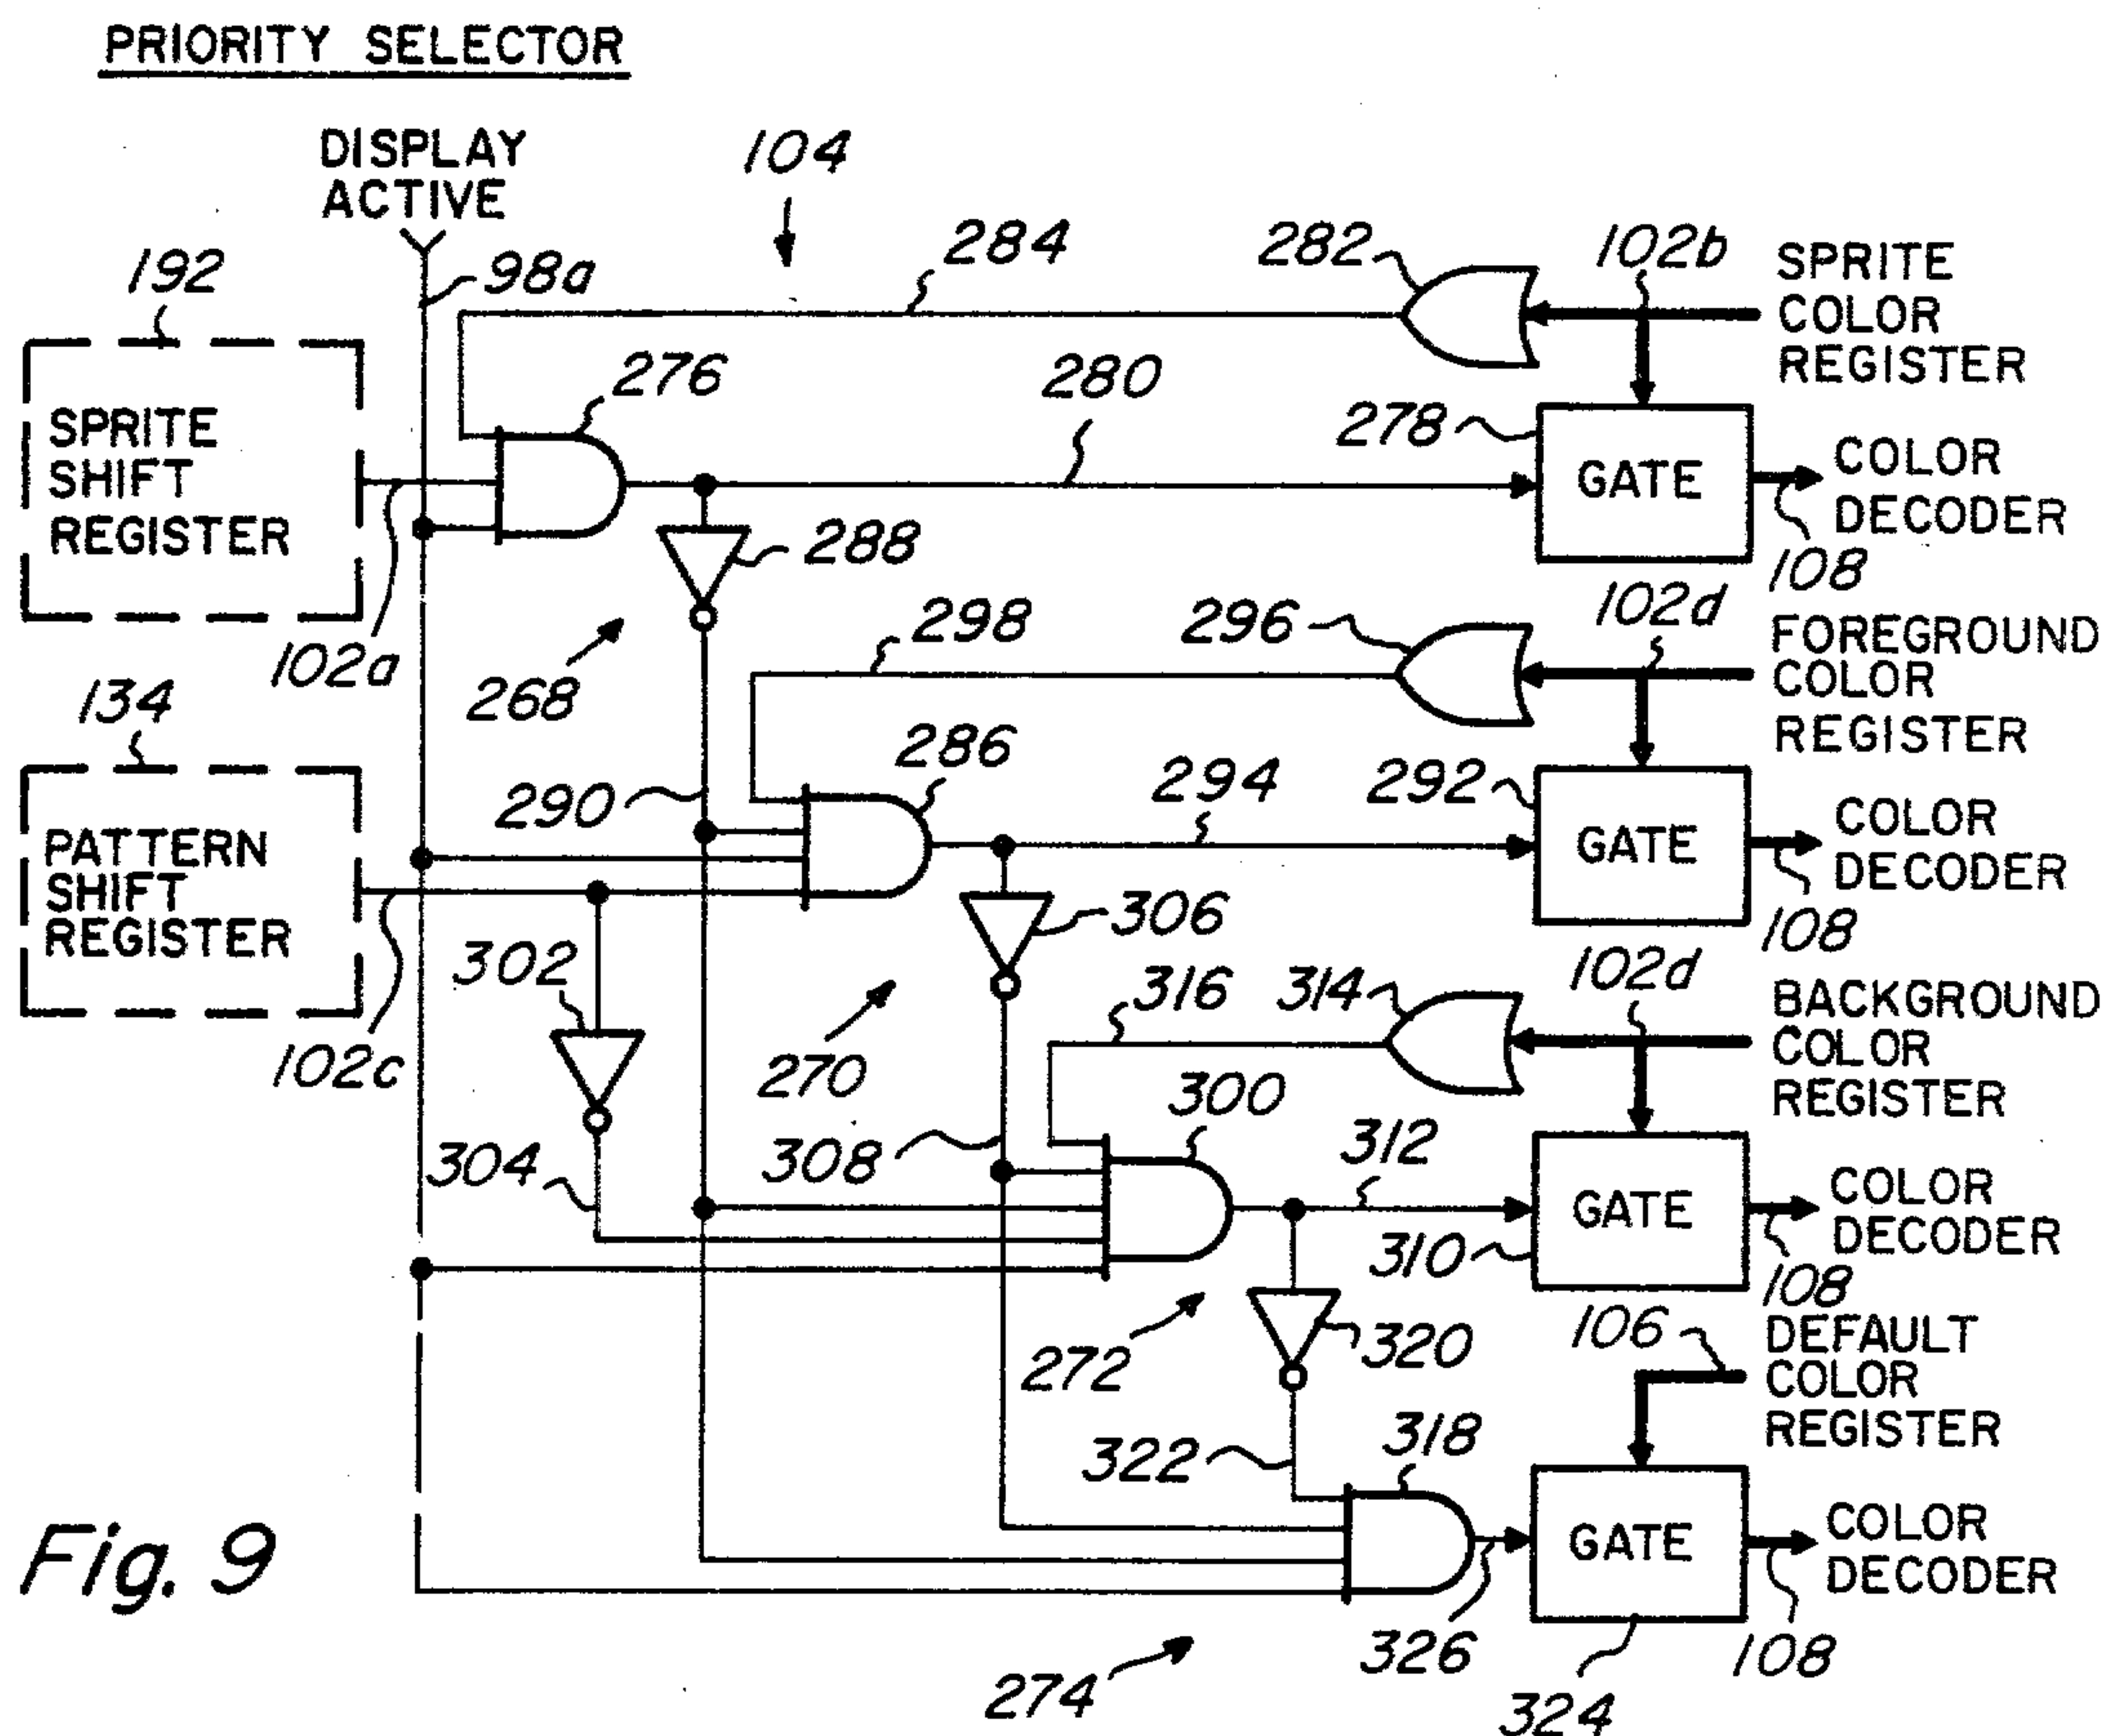 PRIORITY SELECTOR
DISPLAY
ACTIVE
104
192
98a
284
282
102b
SPRITE
COLOR
REGISTER
276
280
278
SPRITE
SHIFT
REGISTER
GATE
COLOR
DECODER
288
108
102a
268
298
296
102d
FOREGROUND
COLOR
REGISTER
134
286
290
294
292
PATTERN
SHIFT
REGISTER
GATE
COLOR
DECODER
302
306
108
102c
270
316
314
102d
BACKGROUND
COLOR
REGISTER
304
308
300
312
310
GATE
COLOR
DECODER
108
272
320
106
DEFAULT
COLOR
REGISTER
322
318
GATE
COLOR
DECODER
Fig. 9
326
108
274
324